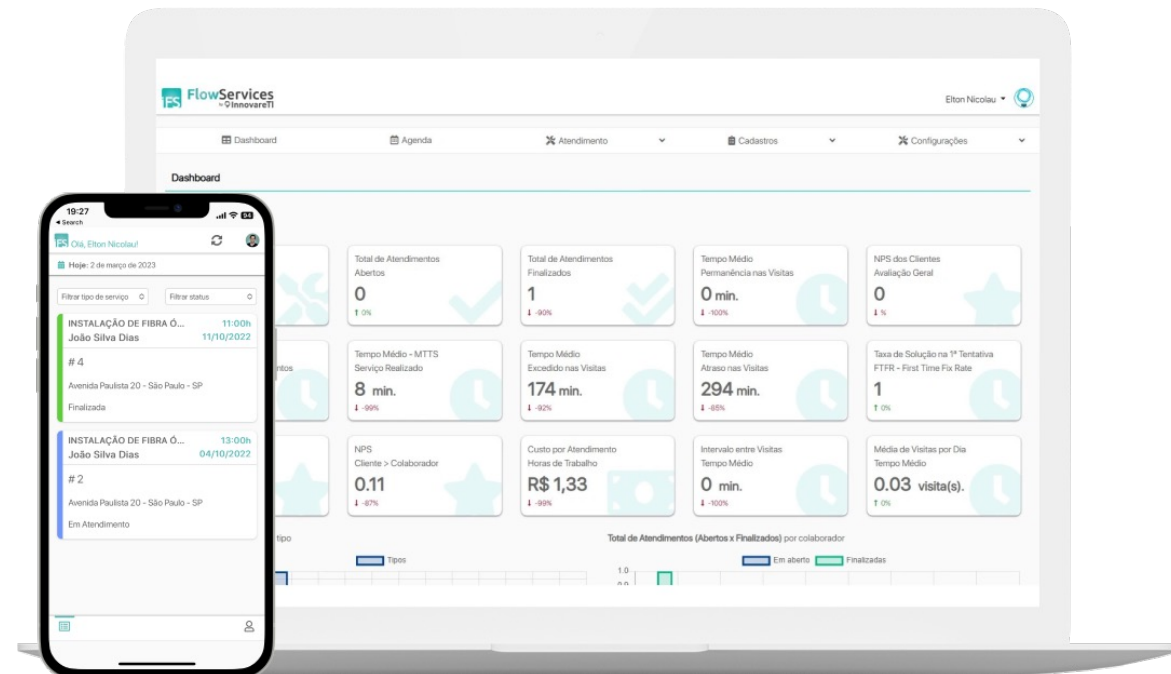 FlowServices
by InnovareTI
Elton Nicolau
Dashboard
Agenda
Atendimento
Cadastros
Configurações
Dashboard
Total de Atendimentos
Abertos
0
↑ 0%
Total de Atendimentos
Finalizados
1
↓ -90%
Tempo Médio
Permanência nas Visitas
0 min.
↓ -100%
NPS dos Clientes
Avaliação Geral
0
↓ %
ntos
Tempo Médio - MTTS
Serviço Realizado
8 min.
↓ -99%
Tempo Médio
Excedido nas Visitas
174 min.
↓ -92%
Tempo Médio
Atraso nas Visitas
294 min.
↓ -85%
Taxa de Solução na 1ª Tentativa
FTFR - First Time Fix Rate
1
↑ 0%
NPS
Cliente > Colaborador
0.11
↓ -87%
Custo por Atendimento
Horas de Trabalho
R$ 1,33
↓ -99%
Intervalo entre Visitas
Tempo Médio
0 min.
↓ -100%
Média de Visitas por Dia
Tempo Médio
0.03 visita(s).
↑ 0%
tipo
Tipos
Total de Atendimentos (Abertos x Finalizados) por colaborador
Em aberto Finalizadas
1.0
0.9
19:27
64
◂ Search
FS Olá, Elton Nicolau!
Hoje: 2 de março de 2023
Filtrar tipo de serviço
Filtrar status
INSTALAÇÃO DE FIBRA Ó... 11:00h
João Silva Dias 11/10/2022
# 4
Avenida Paulista 20 - São Paulo - SP
Finalizada
INSTALAÇÃO DE FIBRA Ó... 13:00h
João Silva Dias 04/10/2022
# 2
Avenida Paulista 20 - São Paulo - SP
Em Atendimento